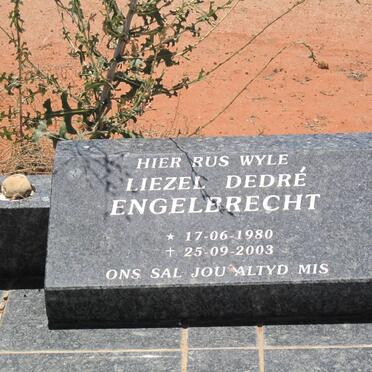 HIER RUS WYLE
LIEZEL DEDRÉ
ENGELBRECHT
★ 17-06-1980
+ 25-09-2003
ONS SAL JOU ALTYD MIS